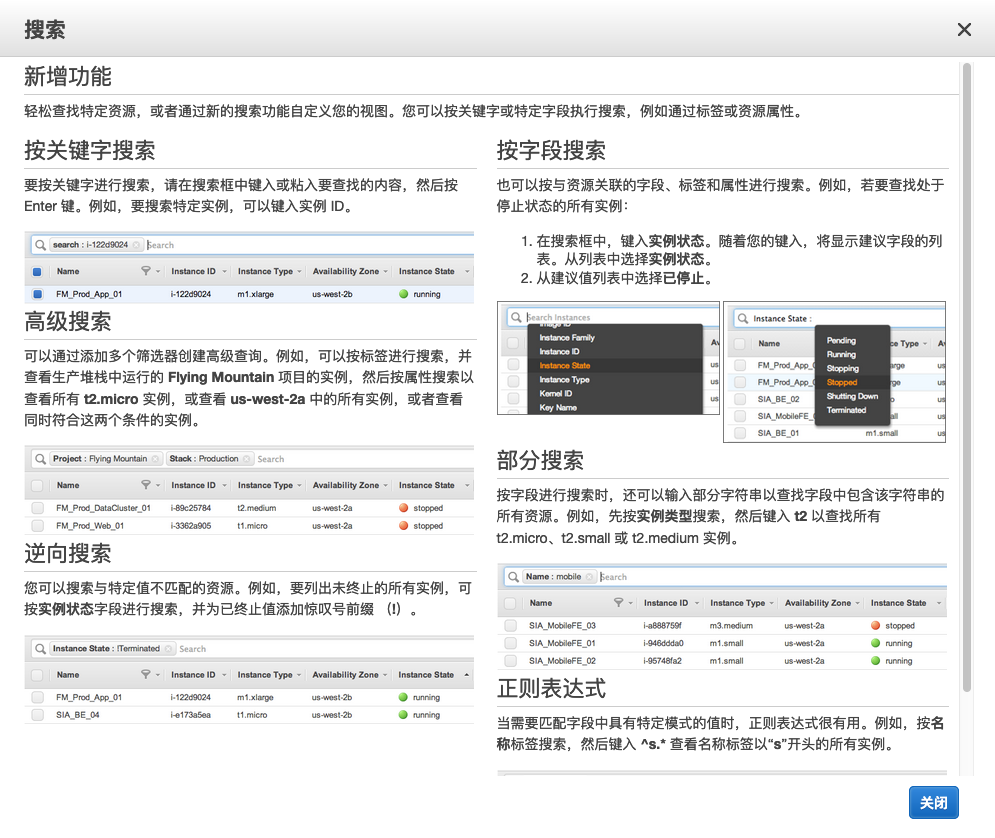 搜索
新增功能
轻松查找特定资源，或者通过新的搜索功能自定义您的视图。您可以按关键字或特定字段执行搜索，例如通过标签或资源属性。
按关键字搜索
要按关键字进行搜索，请在搜索框中键入或粘入要查找的内容，然后按
Enter 键。例如，要搜索特定实例，可以键入实例 ID。
search : i-122d9024 Search
Name Instance ID Instance Type Availability Zone Instance State
FM_Prod_App_01 i-122d9024 m1.xlarge us-west-2b running
高级搜索
可以通过添加多个筛选器创建高级查询。例如，可以按标签进行搜索，并
查看生产堆栈中运行的 Flying Mountain 项目的实例，然后按属性搜索以
查看所有 t2.micro 实例，或查看 us-west-2a 中的所有实例，或者查看
同时符合这两个条件的实例。
Project : Flying Mountain Stack : Production Search
Name Instance ID Instance Type Availability Zone Instance State
FM_Prod_DataCluster_01 i-89c25784 t2.medium us-west-2a stopped
FM_Prod_Web_01 i-3362a905 t1.micro us-west-2a stopped
逆向搜索
您可以搜索与特定值不匹配的资源。例如，要列出未终止的所有实例，可
按实例状态字段进行搜索，并为已终止值添加惊叹号前缀 （!）。
Instance State : !Terminated Search
Name Instance ID Instance Type Availability Zone Instance State
FM_Prod_App_01 i-122d9024 m1.xlarge us-west-2b running
SIA_BE_04 i-e173a5ea t1.micro us-west-2b running
按字段搜索
也可以按与资源关联的字段、标签和属性进行搜索。例如，若要查找处于
停止状态的所有实例：
1. 在搜索框中，键入实例状态。随着您的键入，将显示建议字段的列
表。从列表中选择实例状态。
2. 从建议值列表中选择已停止。
Search Instances
Image ID
Instance Family
Instance ID
Instance State
Instance Type
Kernel ID
Key Name
Instance State :
Name
Pending
Running
Stopping
Stopped
Shutting Down
Terminated
FM_Prod_App_
FM_Prod_App_
SIA_BE_02
SIA_MobileFE_
SIA_BE_01 m1.small
部分搜索
按字段进行搜索时，还可以输入部分字符串以查找字段中包含该字符串的
所有资源。例如，先按实例类型搜索，然后键入 t2 以查找所有
t2.micro、t2.small 或 t2.medium 实例。
Name : mobile Search
Name Instance ID Instance Type Availability Zone Instance State
SIA_MobileFE_03 i-a888759f m3.medium us-west-2a stopped
SIA_MobileFE_01 i-946ddda0 m1.small us-west-2a running
SIA_MobileFE_02 i-95748fa2 m1.small us-west-2a running
正则表达式
当需要匹配字段中具有特定模式的值时，正则表达式很有用。例如，按名
称标签搜索，然后键入 ^s.* 查看名称标签以“s”开头的所有实例。
关闭